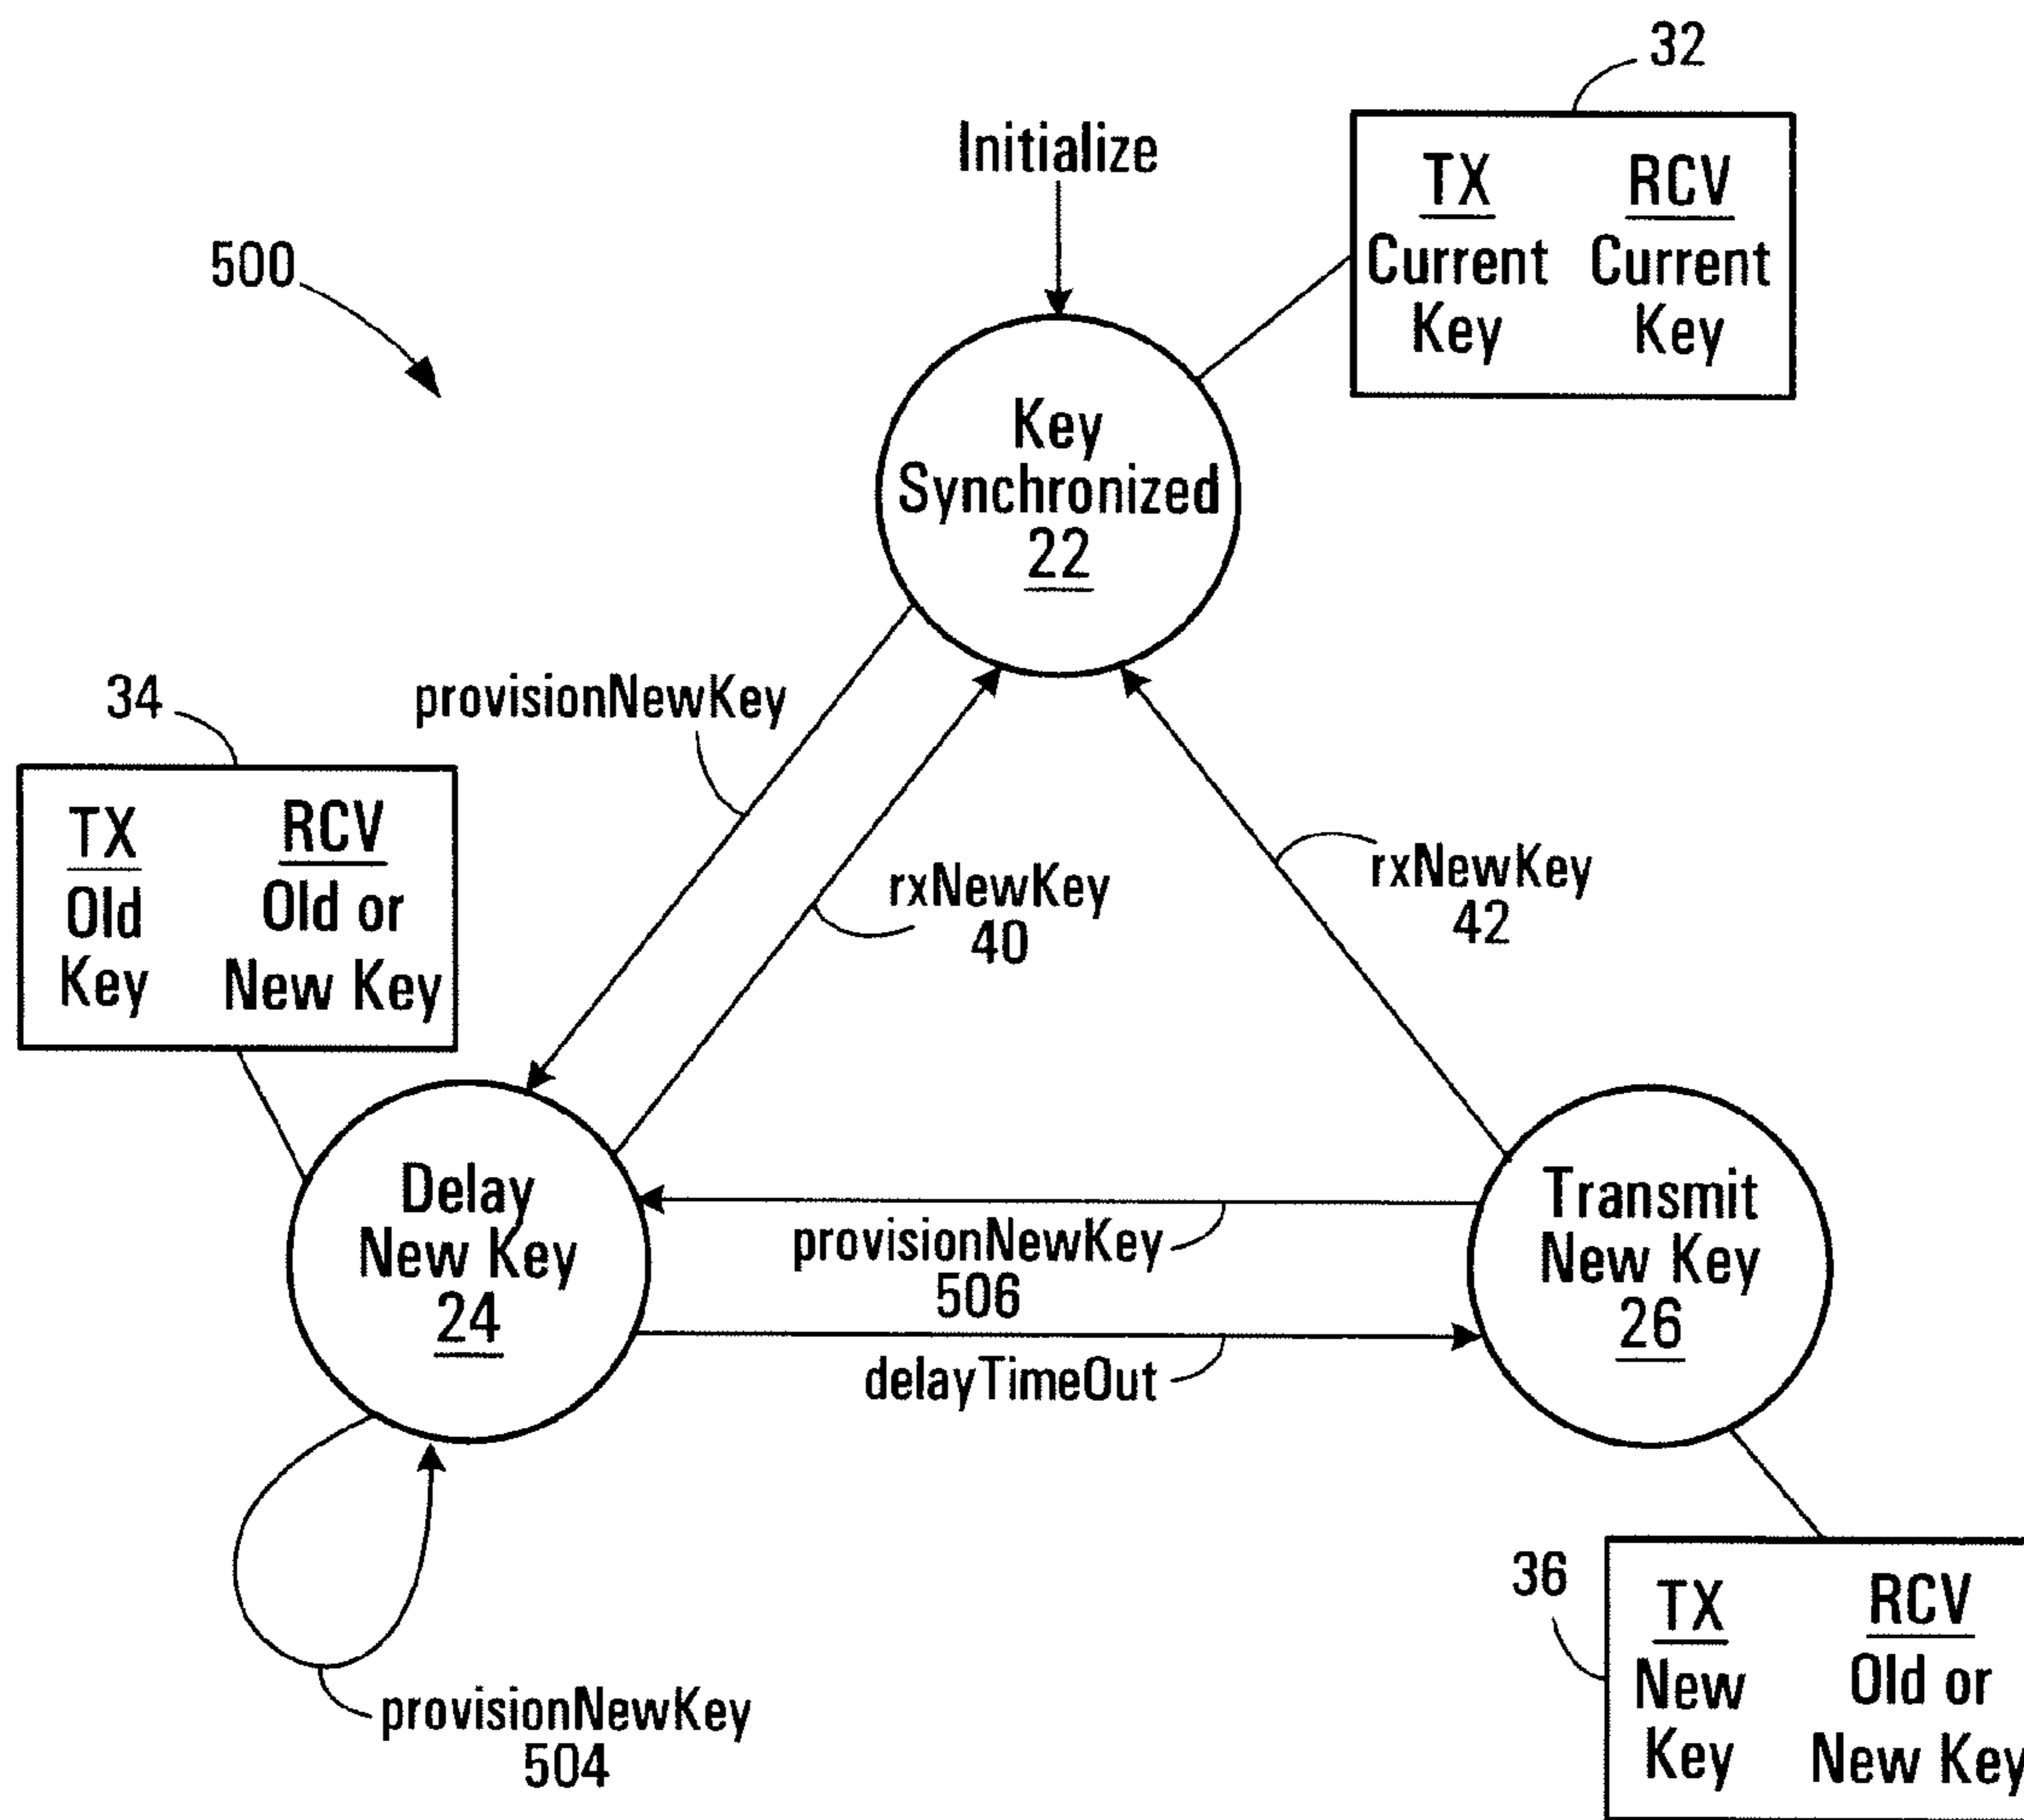 32
Initialize
TX RCV
Current Current
Key Key
500
Key
Synchronized
22
34
provisionNewKey
TX RCV
Old Old or
Key New Key
rxNewKey
40
rxNewKey
42
Delay
New Key
24
Transmit
New Key
26
provisionNewKey
506
delayTimeOut
36
TX RCV
New Old or
Key New Key
provisionNewKey
504